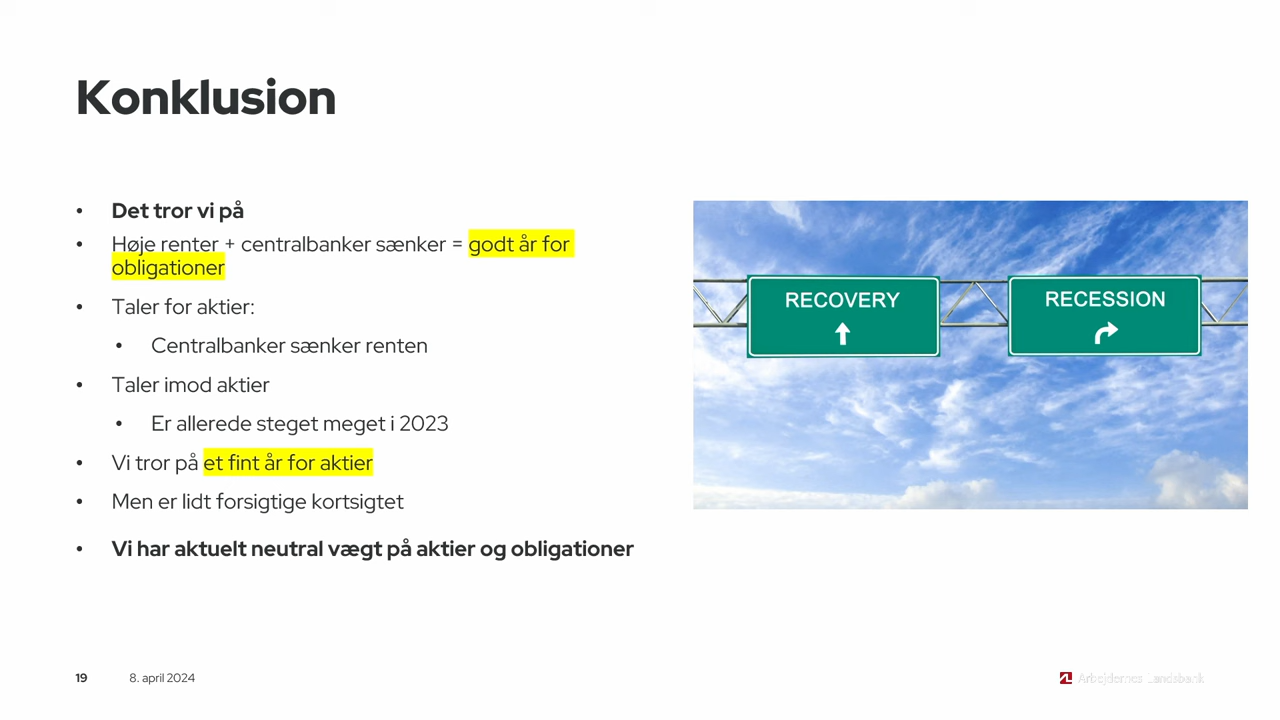 Konklusion
• Det tror vi på
• Høje renter + centralbanker sænker = godt år for
obligationer
• Taler for aktier:
• Centralbanker sænker renten
• Taler imod aktier
• Er allerede steget meget i 2023
• Vi tror på et fint år for aktier
• Men er lidt forsigtige kortsigtet
• Vi har aktuelt neutral vægt på aktier og obligationer
RECOVERY
RECESSION
19 8. april 2024
Arbejdernes Landsbank